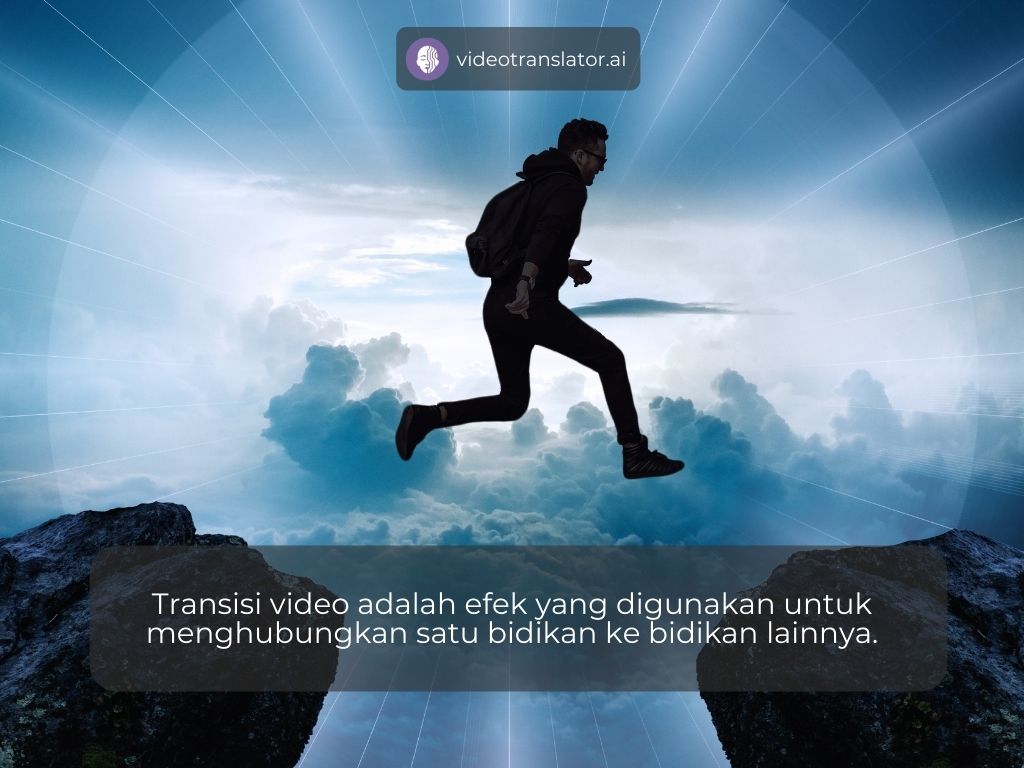 videotranslator.ai
Transisi video adalah efek yang digunakan untuk
menghubungkan satu bidikan ke bidikan lainnya.